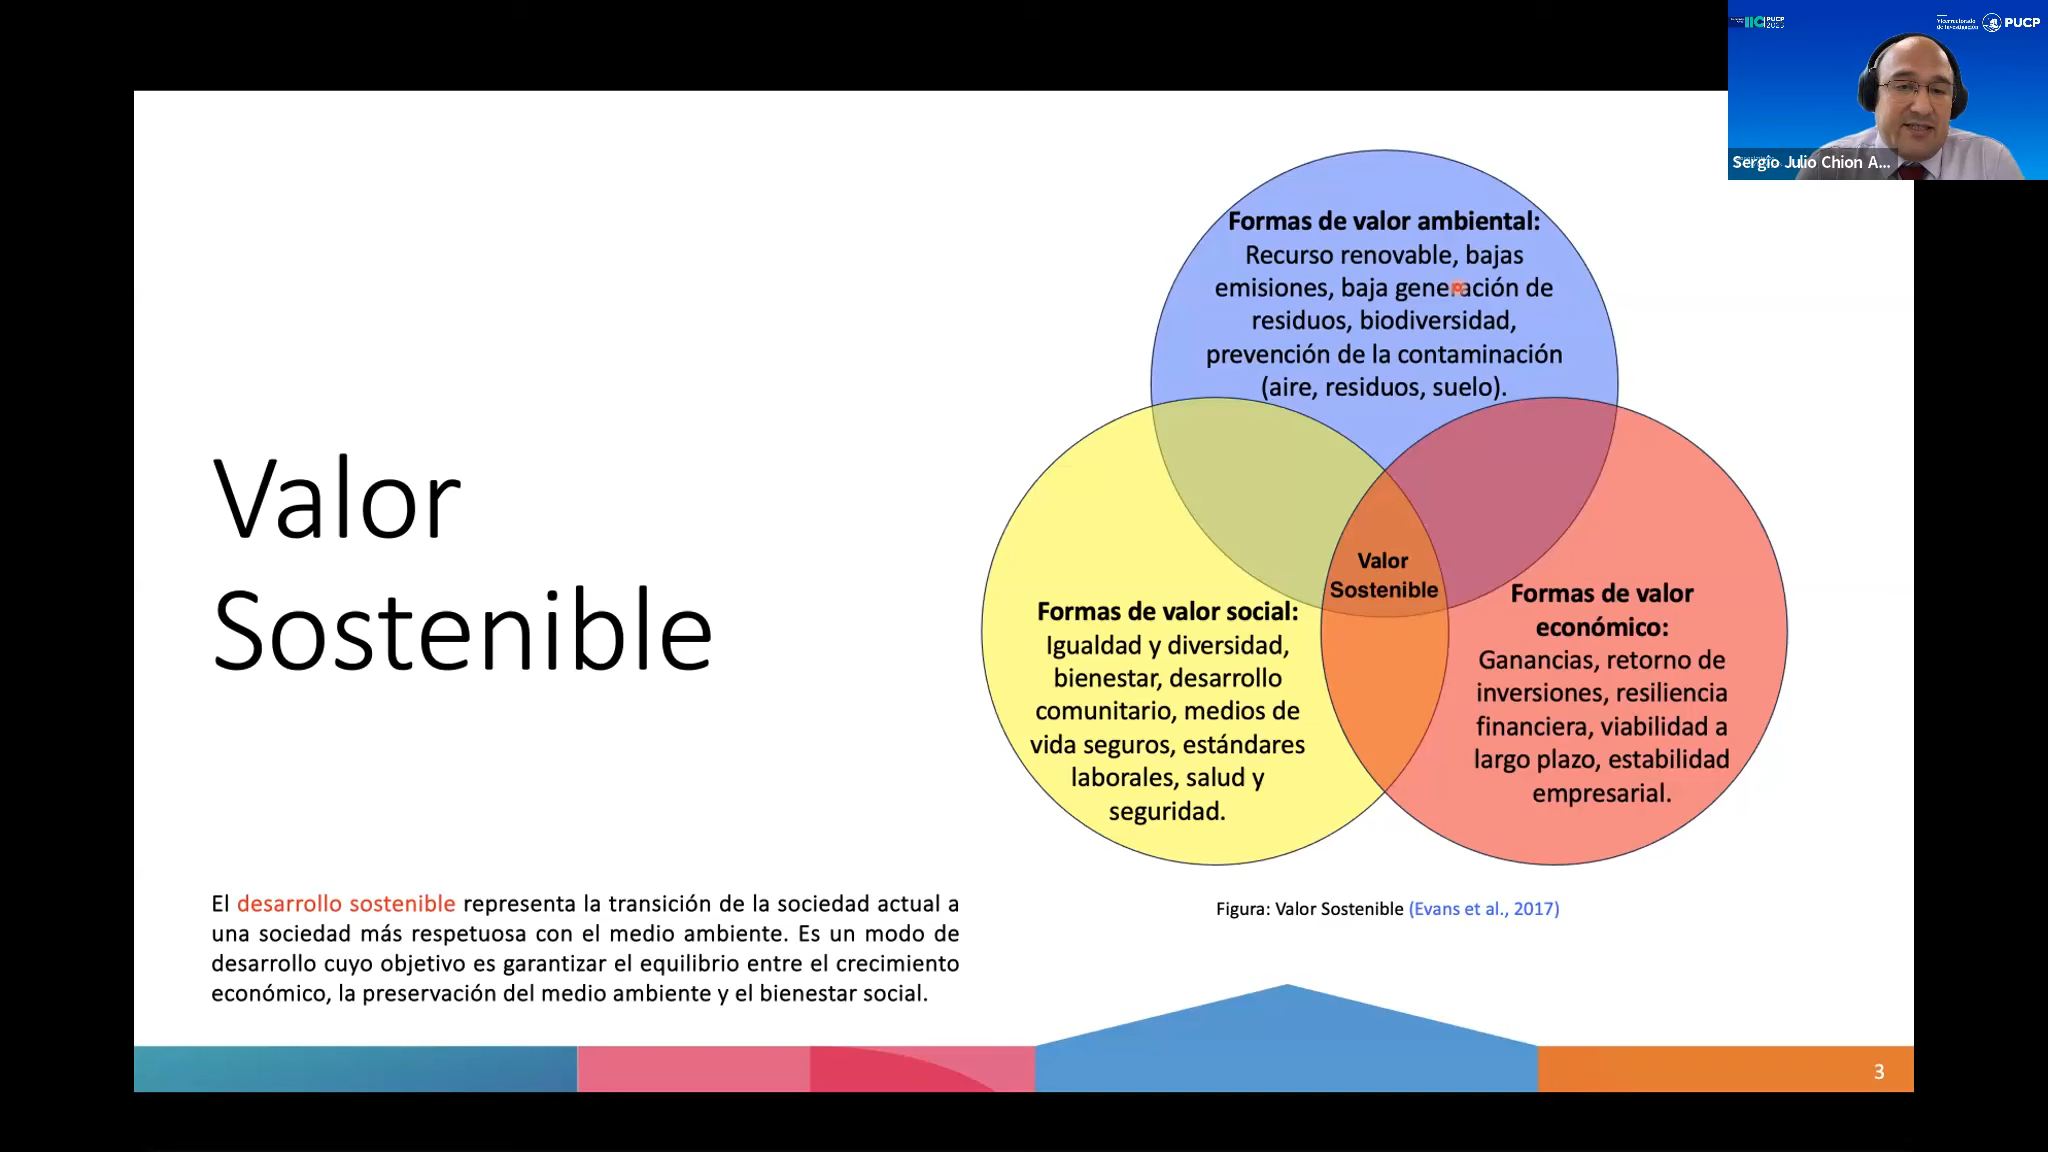 PUCP
2023
Vicerrectorado
de Investigación
PUCP
Sergio Julio Chion A...
Formas de valor ambiental:
Recurso renovable, bajas
emisiones, baja generación de
residuos, biodiversidad,
prevención de la contaminación
(aire, residuos, suelo).
Valor
Sostenible
Valor
Sostenible
Formas de valor social:
Igualdad y diversidad,
bienestar, desarrollo
comunitario, medios de
vida seguros, estándares
laborales, salud y
seguridad.
Formas de valor
económico:
Ganancias, retorno de
inversiones, resiliencia
financiera, viabilidad a
largo plazo, estabilidad
empresarial.
El desarrollo sostenible representa la transición de la sociedad actual a
una sociedad más respetuosa con el medio ambiente. Es un modo de
desarrollo cuyo objetivo es garantizar el equilibrio entre el crecimiento
económico, la preservación del medio ambiente y el bienestar social.
Figura: Valor Sostenible (Evans et al., 2017)
3